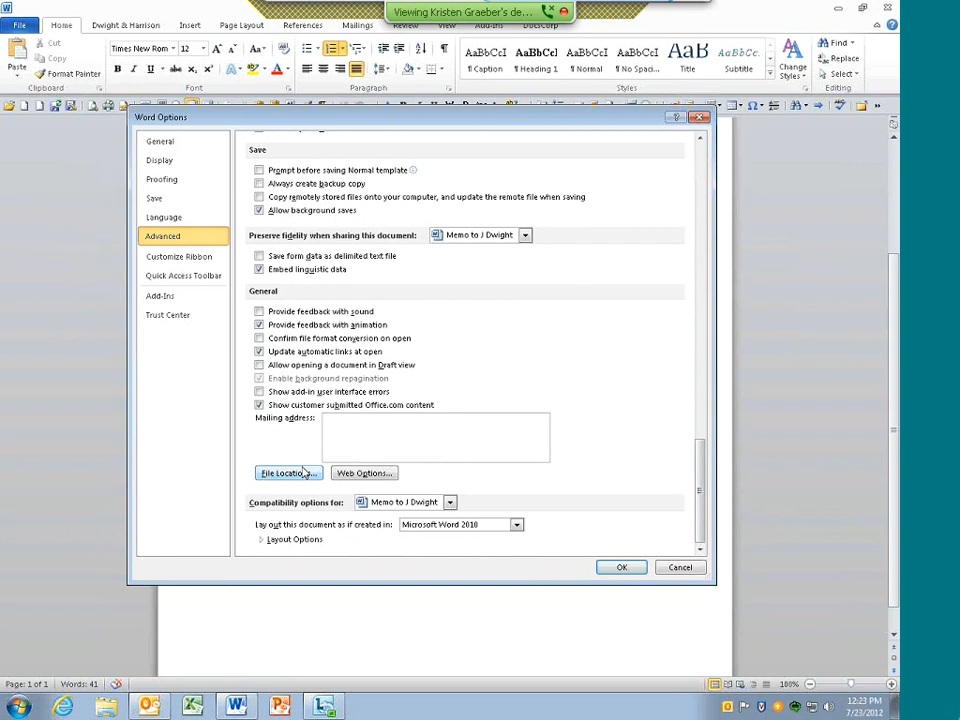 Viewing Kristen Graeber's de...
File Home Dwight & Harrison Insert Page Layout References Mailings Review View Add-Ins DocsCorp
Cut
Copy
Format Painter
Paste
Clipboard
Times New Rom 12
Font
Paragraph
AaBbCcI AaBbCcI AaBbCcI AaBbCcI AaB AaBbCcI
¶ Caption ¶ Heading 1 ¶ Normal ¶ No Spaci... Title Subtitle
Change
Styles
Styles
Find
Replace
Select
Editing
Word Options
General
Display
Proofing
Save
Language
Advanced
Customize Ribbon
Quick Access Toolbar
Add-Ins
Trust Center
Save
Prompt before saving Normal template
Always create backup copy
Copy remotely stored files onto your computer, and update the remote file when saving
Allow background saves
Preserve fidelity when sharing this document: Memo to J Dwight
Save form data as delimited text file
Embed linguistic data
General
Provide feedback with sound
Provide feedback with animation
Confirm file format conversion on open
Update automatic links at open
Allow opening a document in Draft view
Enable background repagination
Show add-in user interface errors
Show customer submitted Office.com content
Mailing address:
File Locations... Web Options...
Compatibility options for: Memo to J Dwight
Lay out this document as if created in: Microsoft Word 2010
Layout Options
OK Cancel
Page: 1 of 1 Words: 41
100%
12:23 PM
7/23/2012